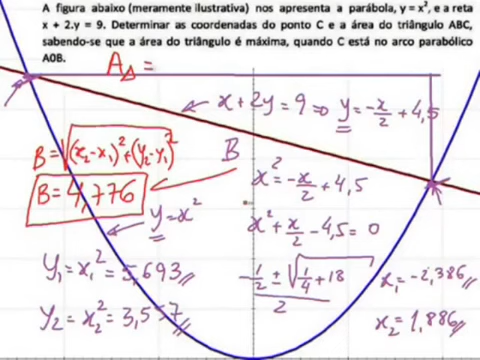 A figura abaixo (meramente ilustrativa) nos apresenta a parábola, y = x², e a reta
x + 2.y = 9. Determinar as coordenadas do ponto C e a área do triângulo ABC,
sabendo-se que a área do triângulo é máxima, quando C está no arco parabólico
A0B.
A△ =
x + 2y = 9 ⇒ y = -x/2 + 4,5
B = √(x₂-x₁)² + (y₂-y₁)²
B
B = 4,776
x² = -x/2 + 4,5
y = x²
x² + x/2 - 4,5 = 0
y₁ = x₁² = 5,693
-1/2 ± √1/4 + 18
2
x₁ = -2,386
y₂ = x₂² = 3,557
x₂ = 1,886